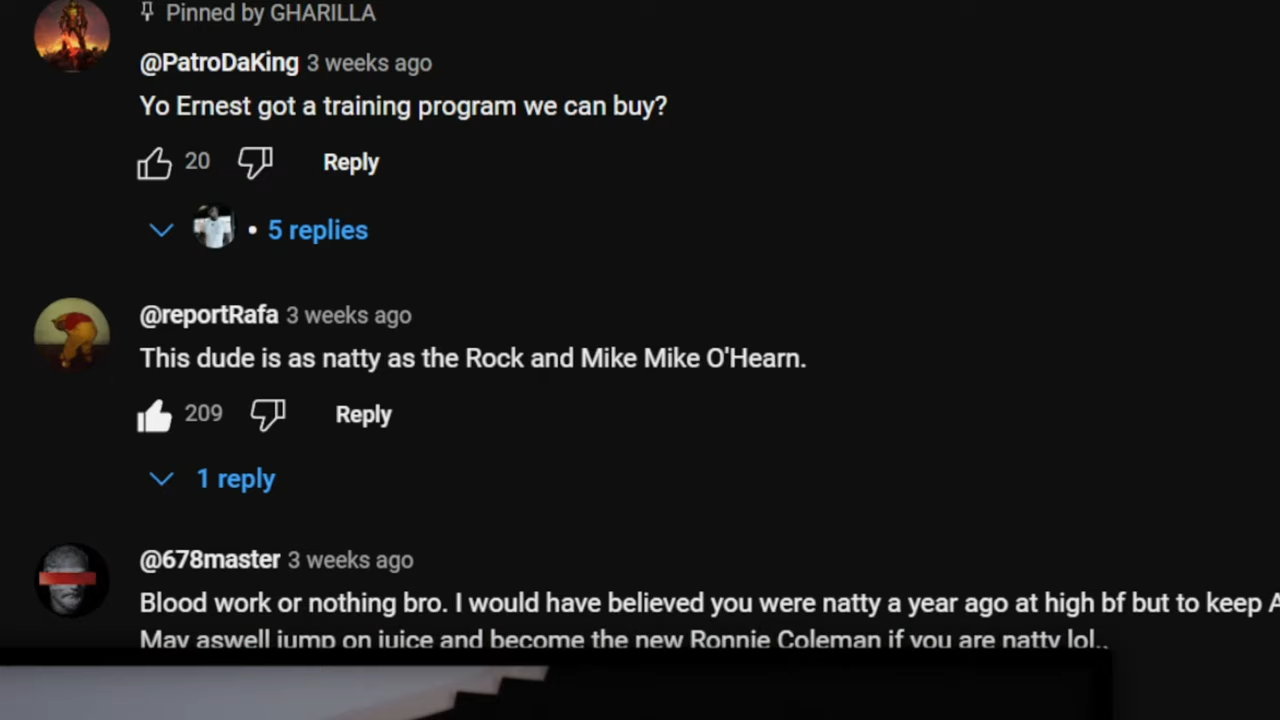 Pinned by GHARILLA
@PatroDaKing 3 weeks ago
Yo Ernest got a training program we can buy?
20 Reply
• 5 replies
@reportRafa 3 weeks ago
This dude is as natty as the Rock and Mike Mike O'Hearn.
209 Reply
1 reply
@678master 3 weeks ago
Blood work or nothing bro. I would have believed you were natty a year ago at high bf but to keep
May aswell jump on juice and become the new Ronnie Coleman if you are natty lol..